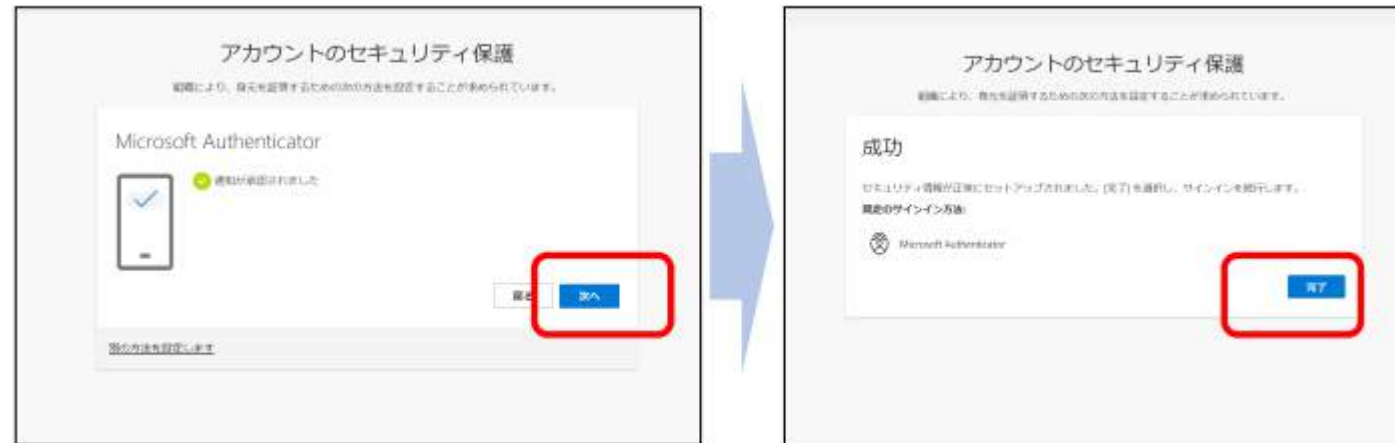 アカウントのセキュリティ保護
組織により、身元を証明するための次の方法を設定することが求められています。
Microsoft Authenticator
通知が承認されました
戻る
次へ
別の方法を設定します
アカウントのセキュリティ保護
組織により、身元を証明するための次の方法を設定することが求められています。
成功
セキュリティ情報が正常にセットアップされました。[完了] を選択し、サインインを続行します。
既定のサインイン方法:
Microsoft Authenticator
完了